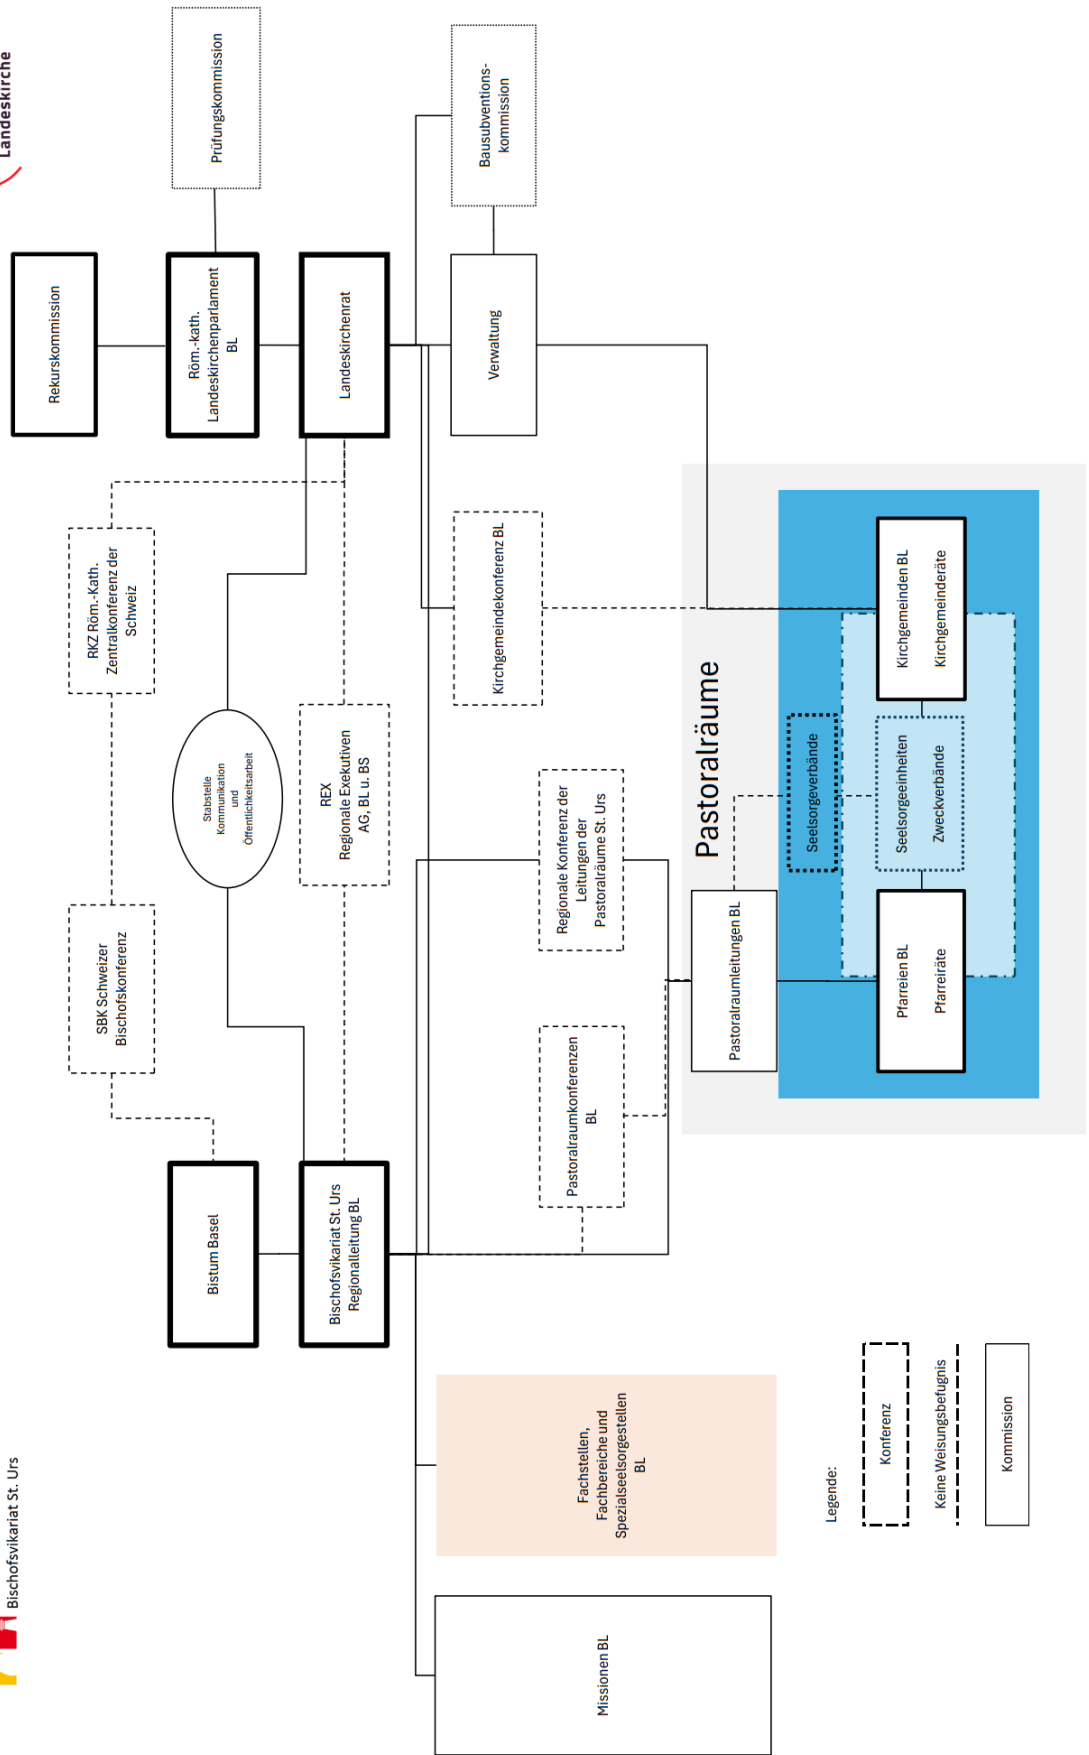 Bischofsvikariat St. Urs
Landeskirche
Rekurskommission
SBK Schweizer
Bischofskonferenz
RKZ Röm.-Kath.
Zentralkonferenz der
Schweiz
Bistum Basel
Stabstelle
Kommunikation
und
Öffentlichkeitsarbeit
Röm.-kath.
Landeskirchenparlament
BL
Prüfungskommission
Bischofsvikariat St. Urs
Regionalleitung BL
REX
Regionale Exekutiven
AG, BL u. BS
Landeskirchenrat
Missionen BL
Fachstellen,
Fachbereiche und
Spezialseelsorgestellen
BL
Kirchgemeindekonferenz BL
Verwaltung
Bausubventions-
kommission
Pastoralraumkonferenzen
BL
Regionale Konferenz der
Leitungen der
Pastoralräume St. Urs
Pastoralräume
Pastoralraumleitungen BL
Seelsorgeverbände
Pfarreien BL
Pfarreiräte
Seelsorgeeinheiten
Zweckverbände
Kirchgemeinden BL
Kirchgemeinderäte
Legende:
Konferenz
Keine Weisungsbefugnis
Kommission